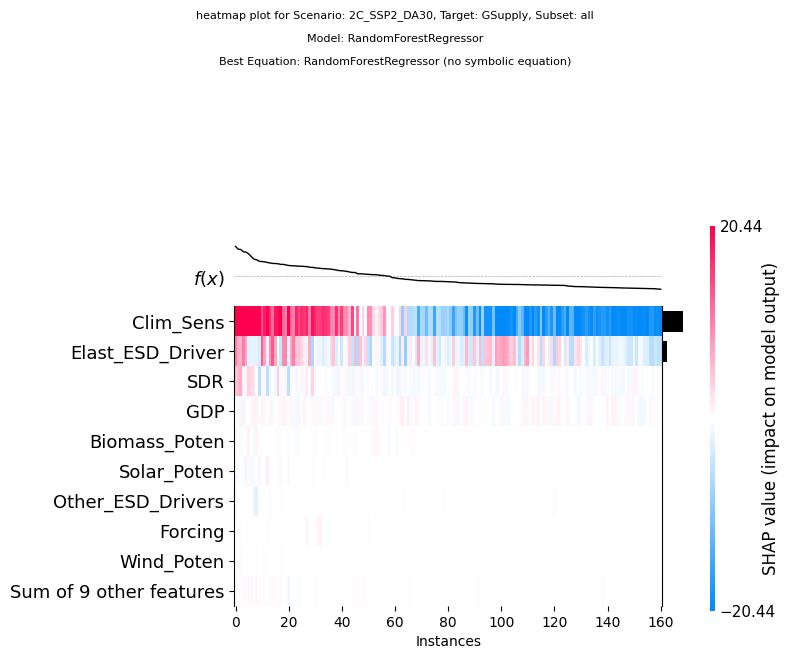 heatmap plot for Scenario: 2C_SSP2_DA30, Target: GSupply, Subset: all
Model: RandomForestRegressor
Best Equation: RandomForestRegressor (no symbolic equation)
20.44
f(x)
Clim_Sens
Elast_ESD_Driver
SDR
GDP
Biomass_Poten
Solar_Poten
Other_ESD_Drivers
Forcing
Wind_Poten
Sum of 9 other features
SHAP value (impact on model output)
−20.44
0 20 40 60 80 100 120 140 160
Instances